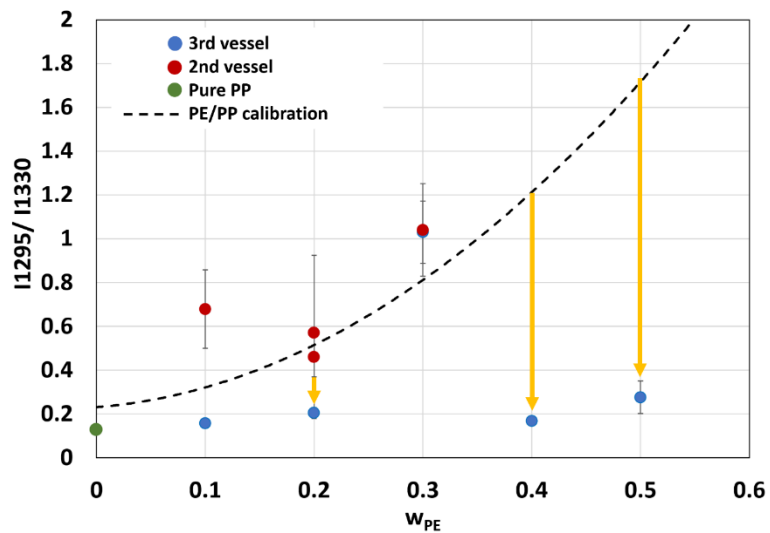 2
1.8
1.6
1.4
1.2
1
0.8
0.6
0.4
0.2
0
I1295/ I1330
3rd vessel
2nd vessel
Pure PP
PE/PP calibration
0 0.1 0.2 0.3 0.4 0.5 0.6
wPE